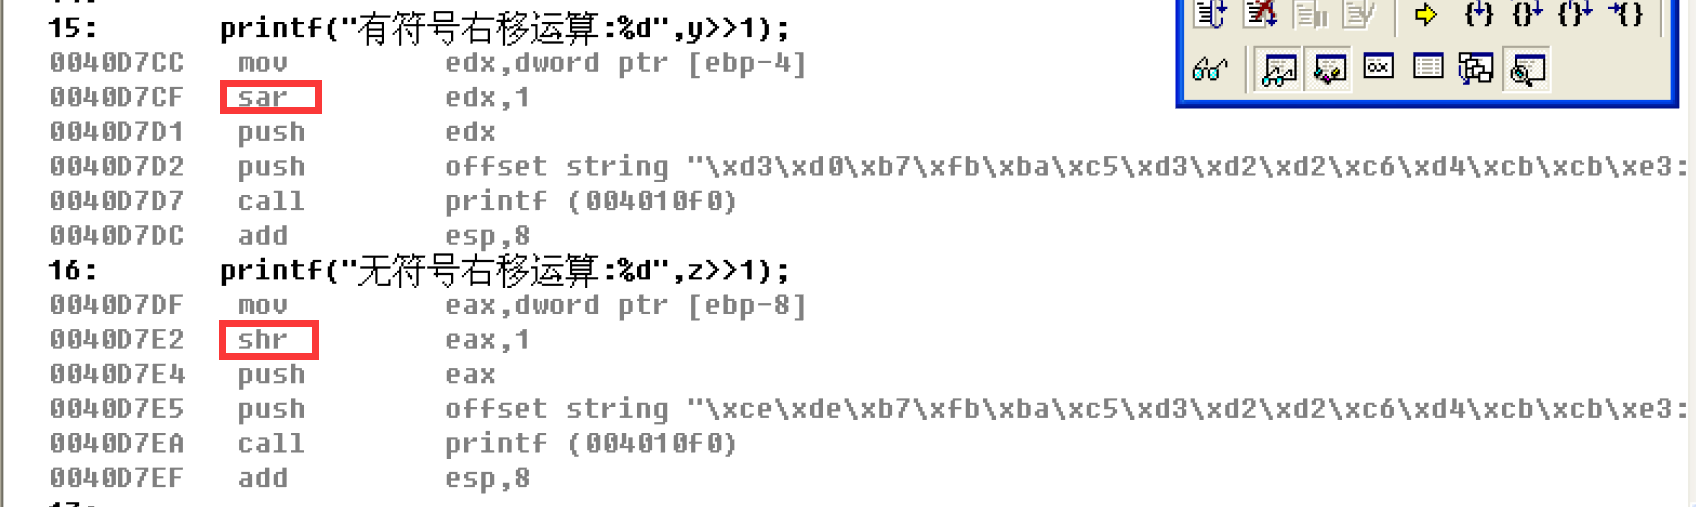 15: printf("有符号右移运算:%d",y>>1);
0040D7CC mov edx,dword ptr [ebp-4]
0040D7CF sar edx,1
0040D7D1 push edx
0040D7D2 push offset string "\xd3\xd0\xb7\xfb\xba\xc5\xd3\xd2\xd2\xc6\xd4\xcb\xcb\xe3:
0040D7D7 call printf (004010F0)
0040D7DC add esp,8
16: printf("无符号右移运算:%d",z>>1);
0040D7DF mov eax,dword ptr [ebp-8]
0040D7E2 shr eax,1
0040D7E4 push eax
0040D7E5 push offset string "\xce\xde\xb7\xfb\xba\xc5\xd3\xd2\xd2\xc6\xd4\xcb\xcb\xe3:
0040D7EA call printf (004010F0)
0040D7EF add esp,8